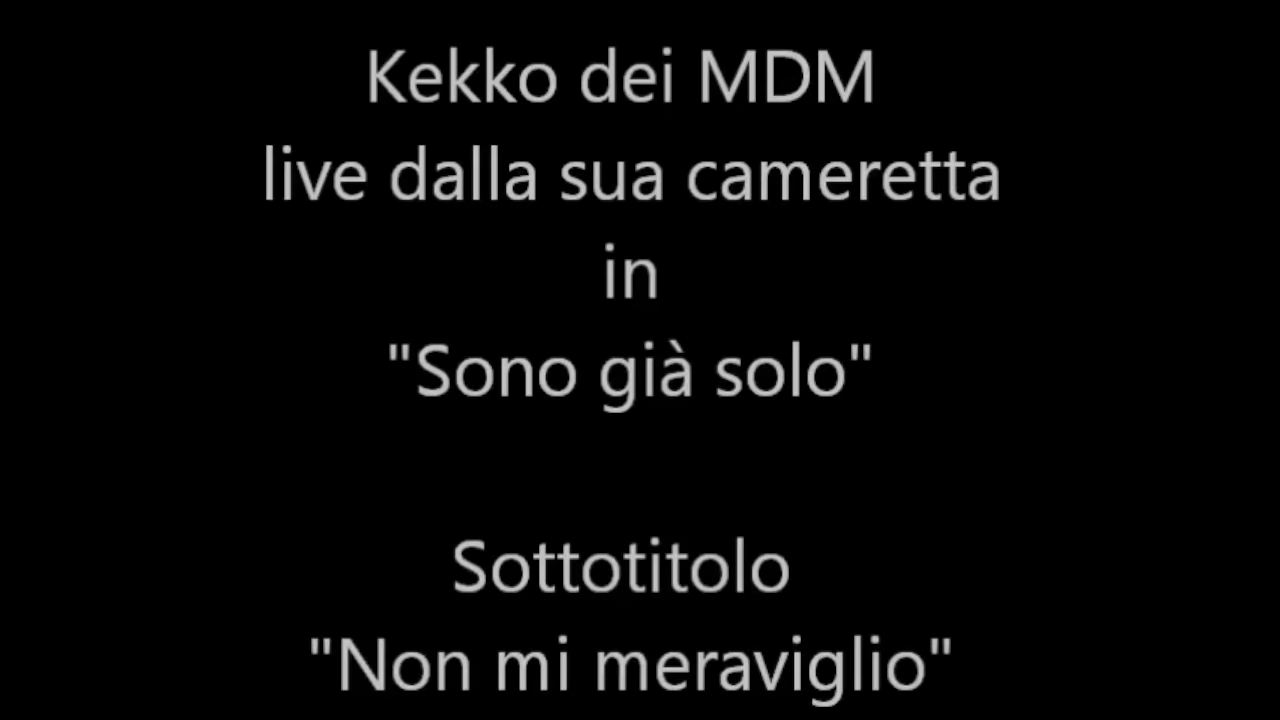 Kekko dei MDM
live dalla sua cameretta
in
"Sono già solo"
Sottotitolo
"Non mi meraviglio"